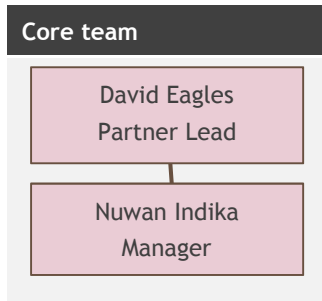 Core team
David Eagles
Partner Lead
Nuwan Indika
Manager